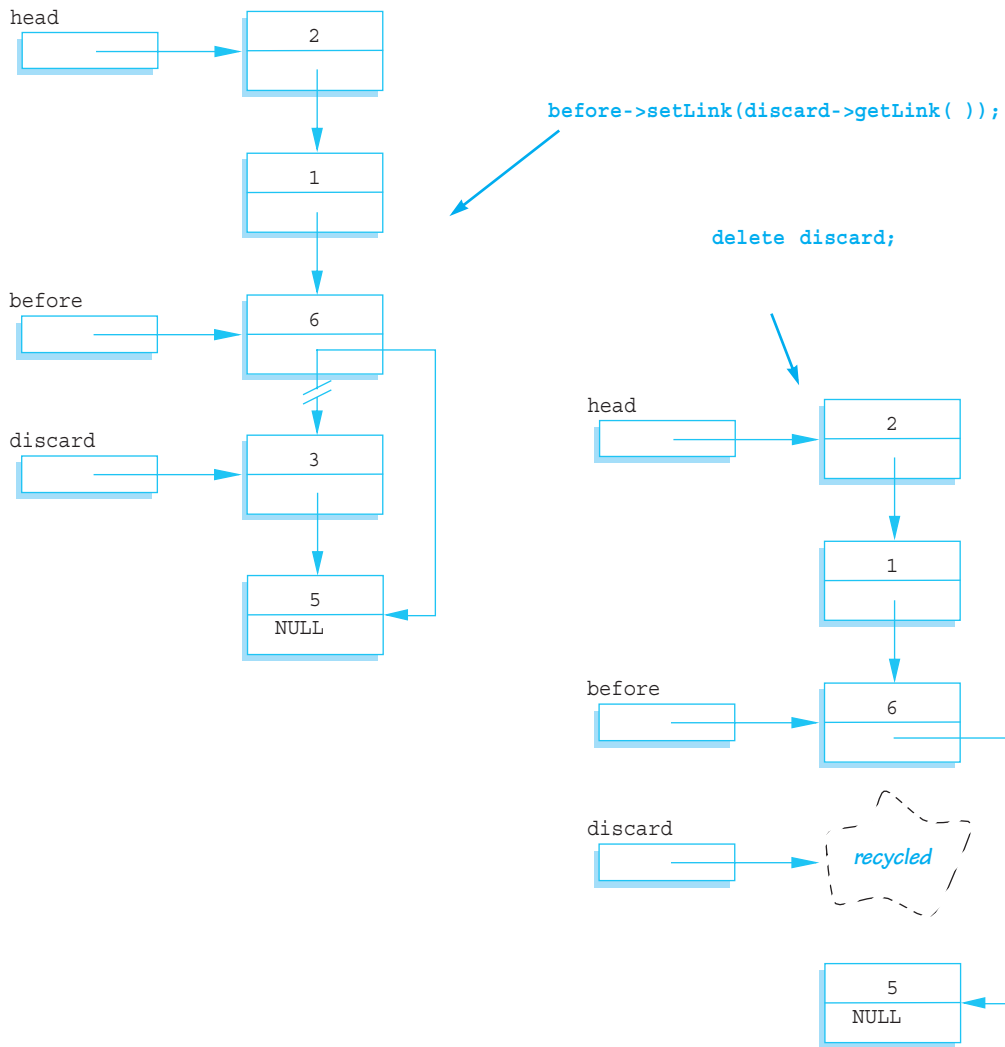 head
2
before->setLink(discard->getLink( ));
1
delete discard;
before
6
discard
3
5
NULL
head
2
1
before
6
discard
recycled
5
NULL